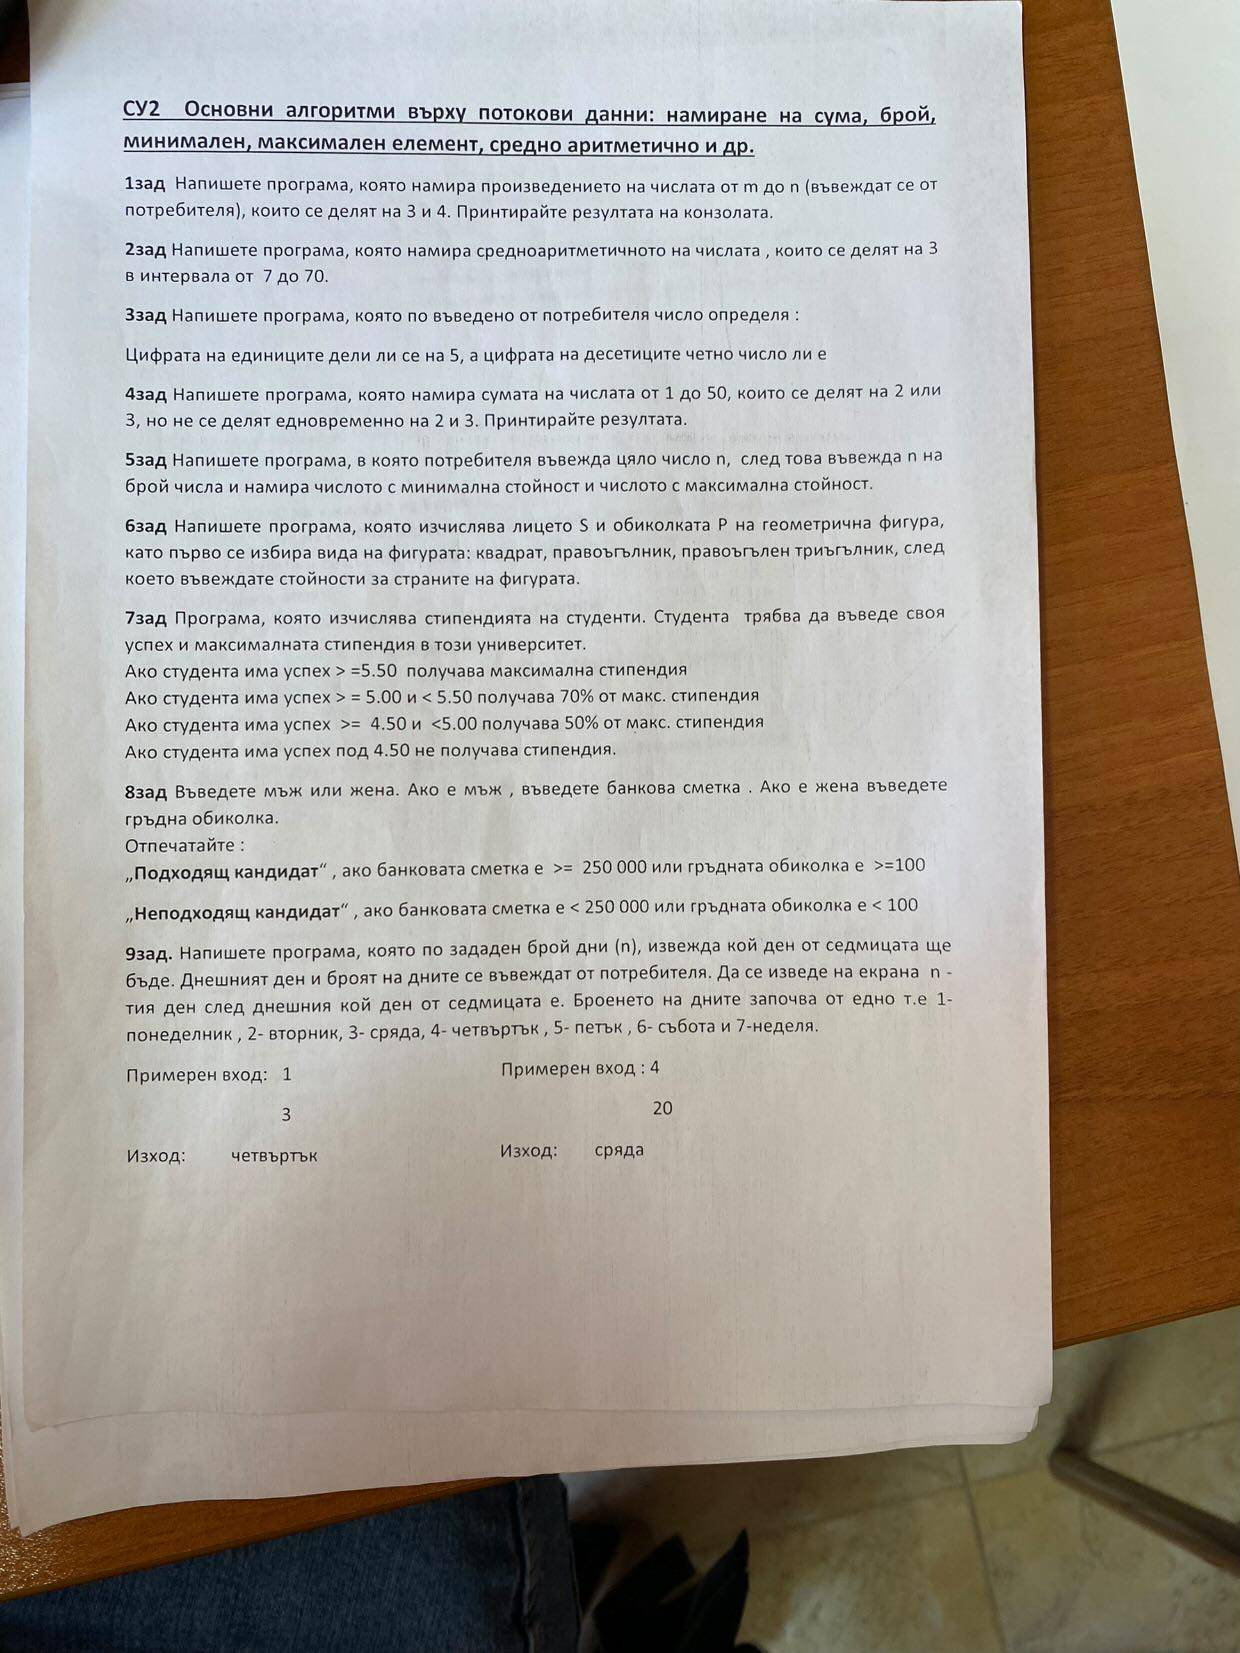 СУ2 Основни алгоритми върху потокови данни: намиране на сума, брой,
минимален, максимален елемент, средно аритметично и др.
1зад Напишете програма, която намира произведението на числата от m до n (въвеждат се от
потребителя), които се делят на 3 и 4. Принтирайте резултата на конзолата.
2зад Напишете програма, която намира средноаритметичното на числата , които се делят на 3
в интервала от 7 до 70.
3зад Напишете програма, която по въведено от потребителя число определя :
Цифрата на единиците дели ли се на 5, а цифрата на десетиците четно число ли е
4зад Напишете програма, която намира сумата на числата от 1 до 50, които се делят на 2 или
3, но не се делят едновременно на 2 и 3. Принтирайте резултата.
5зад Напишете програма, в която потребителя въвежда цяло число n, след това въвежда n на
брой числа и намира числото с минимална стойност и числото с максимална стойност.
6зад Напишете програма, която изчислява лицето S и обиколката P на геометрична фигура,
като първо се избира вида на фигурата: квадрат, правоъгълник, правоъгълен триъгълник, след
което въвеждате стойности за страните на фигурата.
7зад Програма, която изчислява стипендията на студенти. Студента трябва да въведе своя
успех и максималната стипендия в този университет.
Ако студента има успех > =5.50 получава максимална стипендия
Ако студента има успех > = 5.00 и < 5.50 получава 70% от макс. стипендия
Ако студента има успех >= 4.50 и <5.00 получава 50% от макс. стипендия
Ако студента има успех под 4.50 не получава стипендия.
8зад Въведете мъж или жена. Ако е мъж , въведете банкова сметка . Ако е жена въведете
гръдна обиколка.
Отпечатайте :
„Подходящ кандидат“ , ако банковата сметка е >= 250 000 или гръдната обиколка е >=100
„Неподходящ кандидат“ , ако банковата сметка е < 250 000 или гръдната обиколка е < 100
9зад. Напишете програма, която по зададен брой дни (n), извежда кой ден от седмицата ще
бъде. Днешният ден и броят на дните се въвеждат от потребителя. Да се изведе на екрана n -
тия ден след днешния кой ден от седмицата е. Броенето на дните започва от едно т.е 1-
понеделник , 2- вторник, 3- сряда, 4- четвъртък , 5- петък , 6- събота и 7-неделя.
Примерен вход: 1 Примерен вход : 4
3 20
Изход: четвъртък Изход: сряда